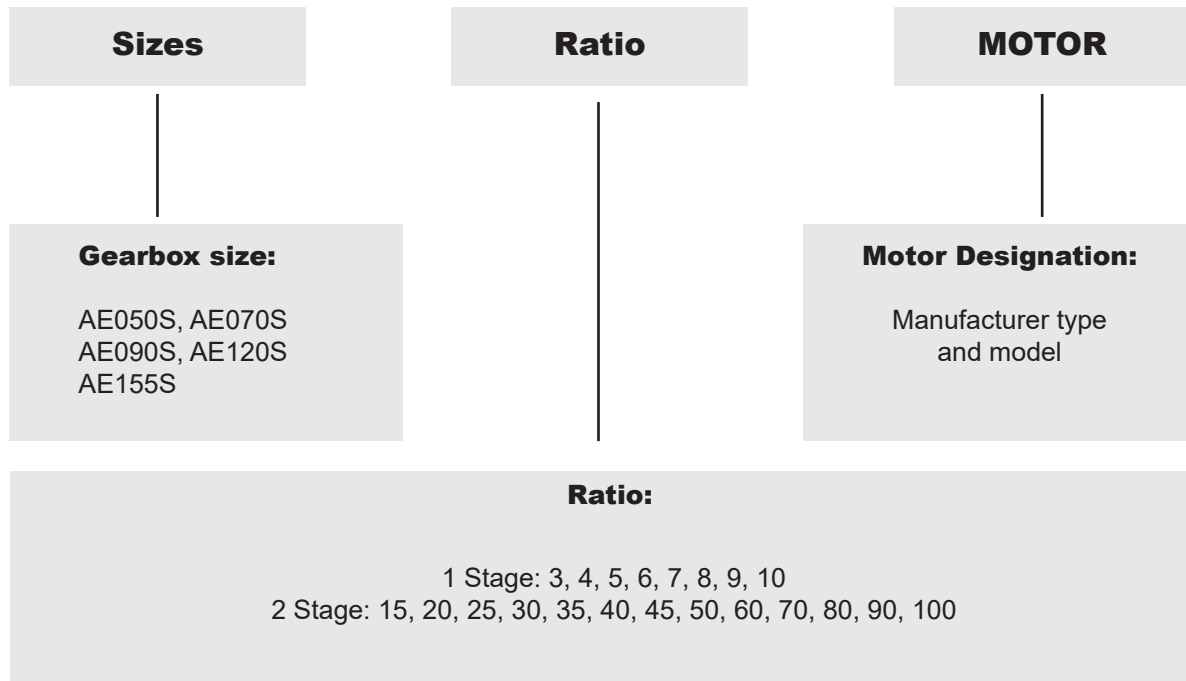 Sizes
Ratio
MOTOR
Gearbox size:
AE050S, AE070S
AE090S, AE120S
AE155S
Motor Designation:
Manufacturer type
and model
Ratio:
1 Stage: 3, 4, 5, 6, 7, 8, 9, 10
2 Stage: 15, 20, 25, 30, 35, 40, 45, 50, 60, 70, 80, 90, 100